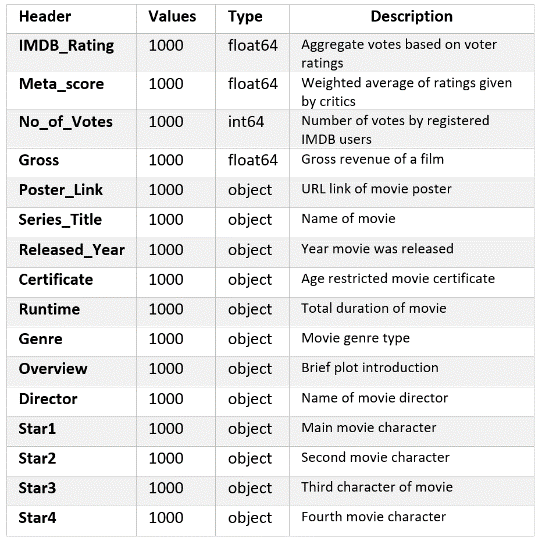 Header Values Type Description
IMDB_Rating 1000 float64 Aggregate votes based on voter
ratings
Meta_score 1000 float64 Weighted average of ratings given
by critics
No_of_Votes 1000 int64 Number of votes by registered
IMDB users
Gross 1000 float64 Gross revenue of a film
Poster_Link 1000 object URL link of movie poster
Series_Title 1000 object Name of movie
Released_Year 1000 object Year movie was released
Certificate 1000 object Age restricted movie certificate
Runtime 1000 object Total duration of movie
Genre 1000 object Movie genre type
Overview 1000 object Brief plot introduction
Director 1000 object Name of movie director
Star1 1000 object Main movie character
Star2 1000 object Second movie character
Star3 1000 object Third character of movie
Star4 1000 object Fourth movie character